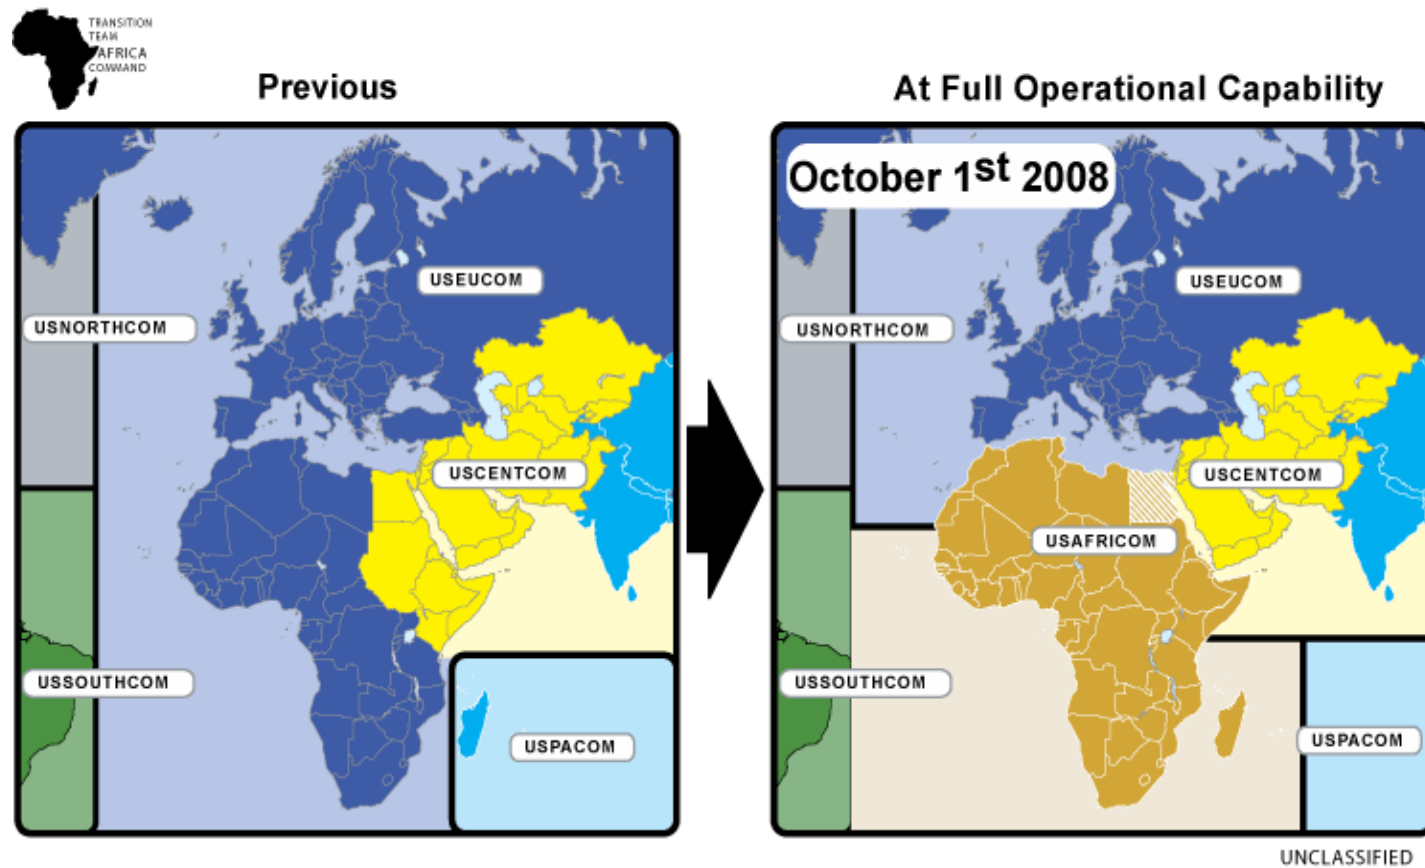 TRANSITION
TEAM
AFRICA
COMMAND
Previous
At Full Operational Capability
October 1st 2008
USEUCOM
USNORTHCOM
USCENTCOM
USSOUTHCOM
USPACOM
USEUCOM
USNORTHCOM
USCENTCOM
USAFRICOM
USSOUTHCOM
USPACOM
UNCLASSIFIED